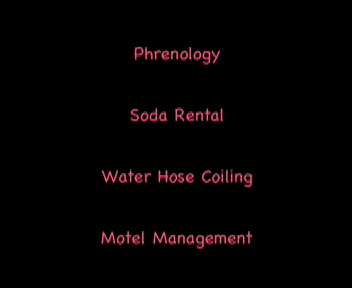 Phrenology
Soda Rental
Water Hose Coiling
Motel Management